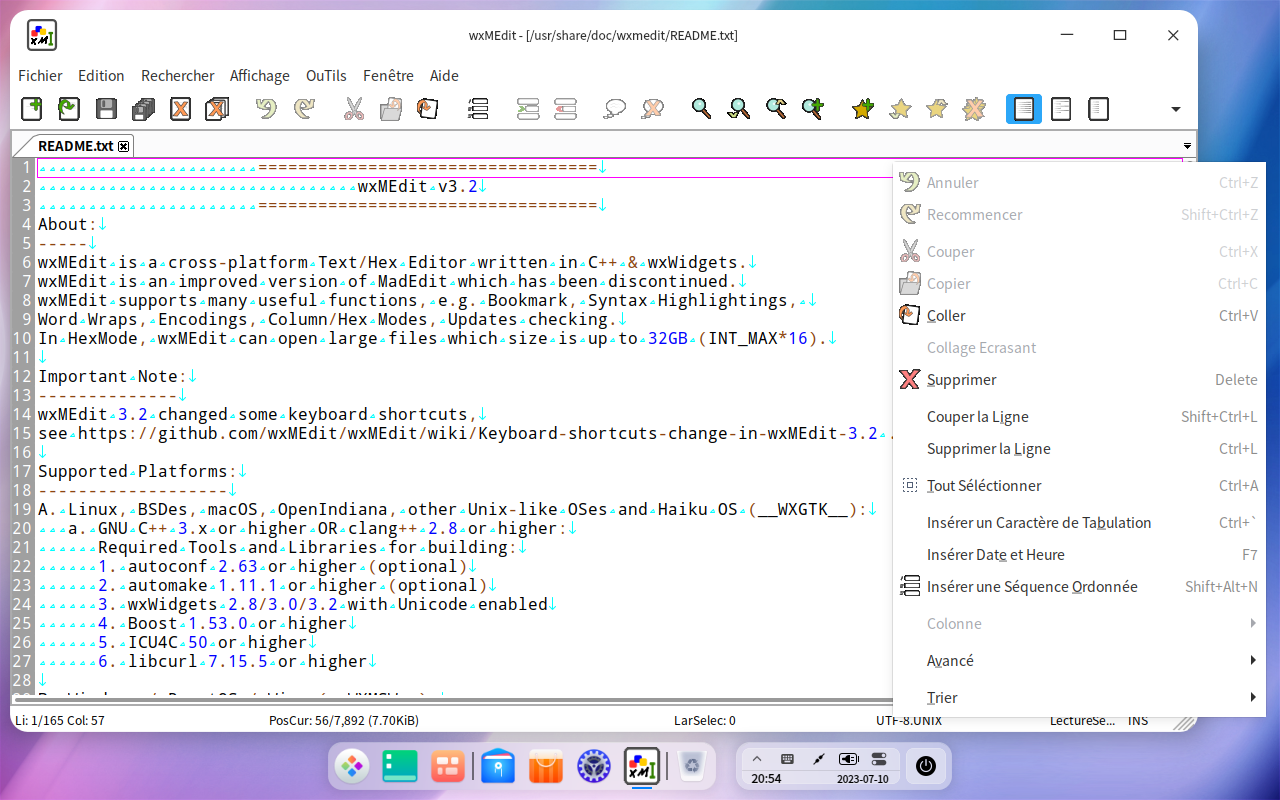 wxMEdit - [/usr/share/doc/wxmedit/README.txt]
Fichier Edition Rechercher Affichage OuTils Fenêtre Aide
README.txt
1 ==================================
2 wxMEdit v3.2
3 ==================================
4 About:
5 -----
6 wxMEdit is a cross-platform Text/Hex Editor written in C++ & wxWidgets.
7 wxMEdit is an improved version of MadEdit which has been discontinued.
8 wxMEdit supports many useful functions, e.g. Bookmark, Syntax Highlightings,
9 Word Wraps, Encodings, Column/Hex Modes, Updates checking.
10 In HexMode, wxMEdit can open large files which size is up to 32GB (INT_MAX*16).
11
12 Important Note:
13 --------------
14 wxMEdit 3.2 changed some keyboard shortcuts,
15 see https://github.com/wxMEdit/wxMEdit/wiki/Keyboard-shortcuts-change-in-wxMEdit-3.2 .
16
17 Supported Platforms:
18 -------------------
19 A. Linux, BSDes, macOS, OpenIndiana, other Unix-like OSes and Haiku OS (__WXGTK__):
20 a. GNU C++ 3.x or higher OR clang++ 2.8 or higher:
21 Required Tools and Libraries for building:
22 1. autoconf 2.63 or higher (optional)
23 2. automake 1.11.1 or higher (optional)
24 3. wxWidgets 2.8/3.0/3.2 with Unicode enabled
25 4. Boost 1.53.0 or higher
26 5. ICU4C 50 or higher
27 6. libcurl 7.15.5 or higher
28
Annuler Ctrl+Z
Recommencer Shift+Ctrl+Z
Couper Ctrl+X
Copier Ctrl+C
Coller Ctrl+V
Collage Ecrasant
Supprimer Delete
Couper la Ligne Shift+Ctrl+L
Supprimer la Ligne Ctrl+L
Tout Séléctionner Ctrl+A
Insérer un Caractère de Tabulation Ctrl+`
Insérer Date et Heure F7
Insérer une Séquence Ordonnée Shift+Alt+N
Colonne
Avancé
Trier
Li: 1/165 Col: 57 PosCur: 56/7,892 (7.70KiB) LarSelec: 0 UTF-8.UNIX LectureSe... INS
20:54 2023-07-10